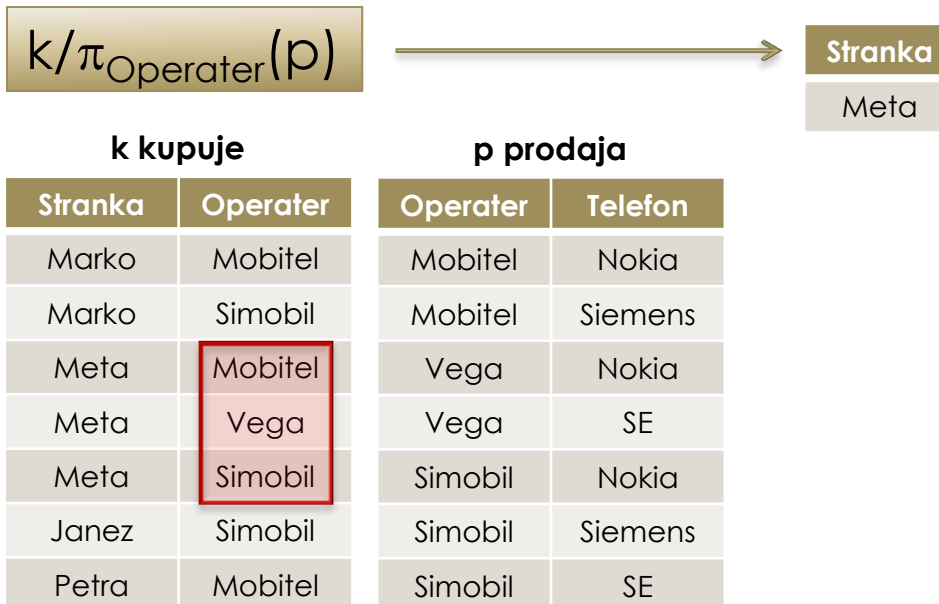 k/πOperater(p)
Stranka
Meta
k kupuje
p prodaja
Stranka Operater
Operater Telefon
Marko Mobitel
Mobitel Nokia
Marko Simobil
Mobitel Siemens
Meta Mobitel
Vega Nokia
Meta Vega
Vega SE
Meta Simobil
Simobil Nokia
Janez Simobil
Simobil Siemens
Petra Mobitel
Simobil SE